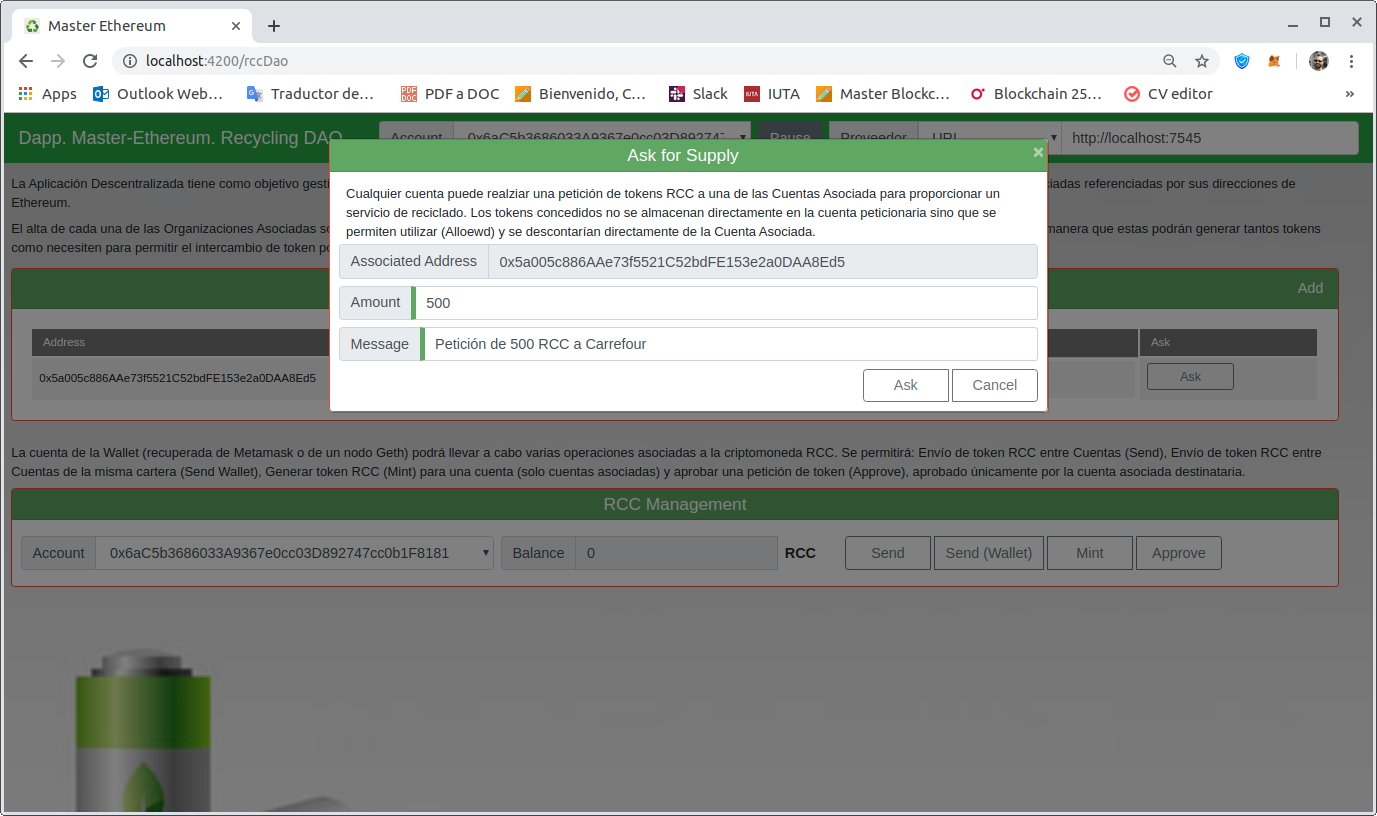 Master Ethereum
localhost:4200/rccDao
Apps Outlook Web... Traductor de... PDF a DOC Bienvenido, C... Slack IUTA Master Blockc... Blockchain 25... CV editor »
Dapp. Master-Ethereum. Recycling DAO Account 0x6aC5b3686033A9367e0cc03D892747 Pause Proveedor URL http://localhost:7545
Ask for Supply ×
La Aplicación Descentralizada tiene como objetivo gesti
iadas referenciadas por sus direcciones de
Ethereum.
El alta de cada una de las Organizaciones Asociadas so
manera que estas podrán generar tantos tokens
como necesiten para permitir el intercambio de token po
Cualquier cuenta puede realziar una petición de tokens RCC a una de las Cuentas Asociada para proporcionar un
servicio de reciclado. Los tokens concedidos no se almacenan directamente en la cuenta peticionaria sino que se
permiten utilizar (Alloewd) y se descontarían directamente de la Cuenta Asociada.
Associated Address 0x5a005c886AAe73f5521C52bdFE153e2a0DAA8Ed5
Amount 500
Message Petición de 500 RCC a Carrefour
Ask Cancel
Add
Address Ask
0x5a005c886AAe73f5521C52bdFE153e2a0DAA8Ed5 Ask
La cuenta de la Wallet (recuperada de Metamask o de un nodo Geth) podrá llevar a cabo varias operaciones asociadas a la criptomoneda RCC. Se permitirá: Envío de token RCC entre Cuentas (Send), Envío de token RCC entre
Cuentas de la misma cartera (Send Wallet), Generar token RCC (Mint) para una cuenta (solo cuentas asociadas) y aprobar una petición de token (Approve), aprobado únicamente por la cuenta asociada destinataria.
RCC Management
Account 0x6aC5b3686033A9367e0cc03D892747cc0b1F8181 Balance 0 RCC Send Send (Wallet) Mint Approve